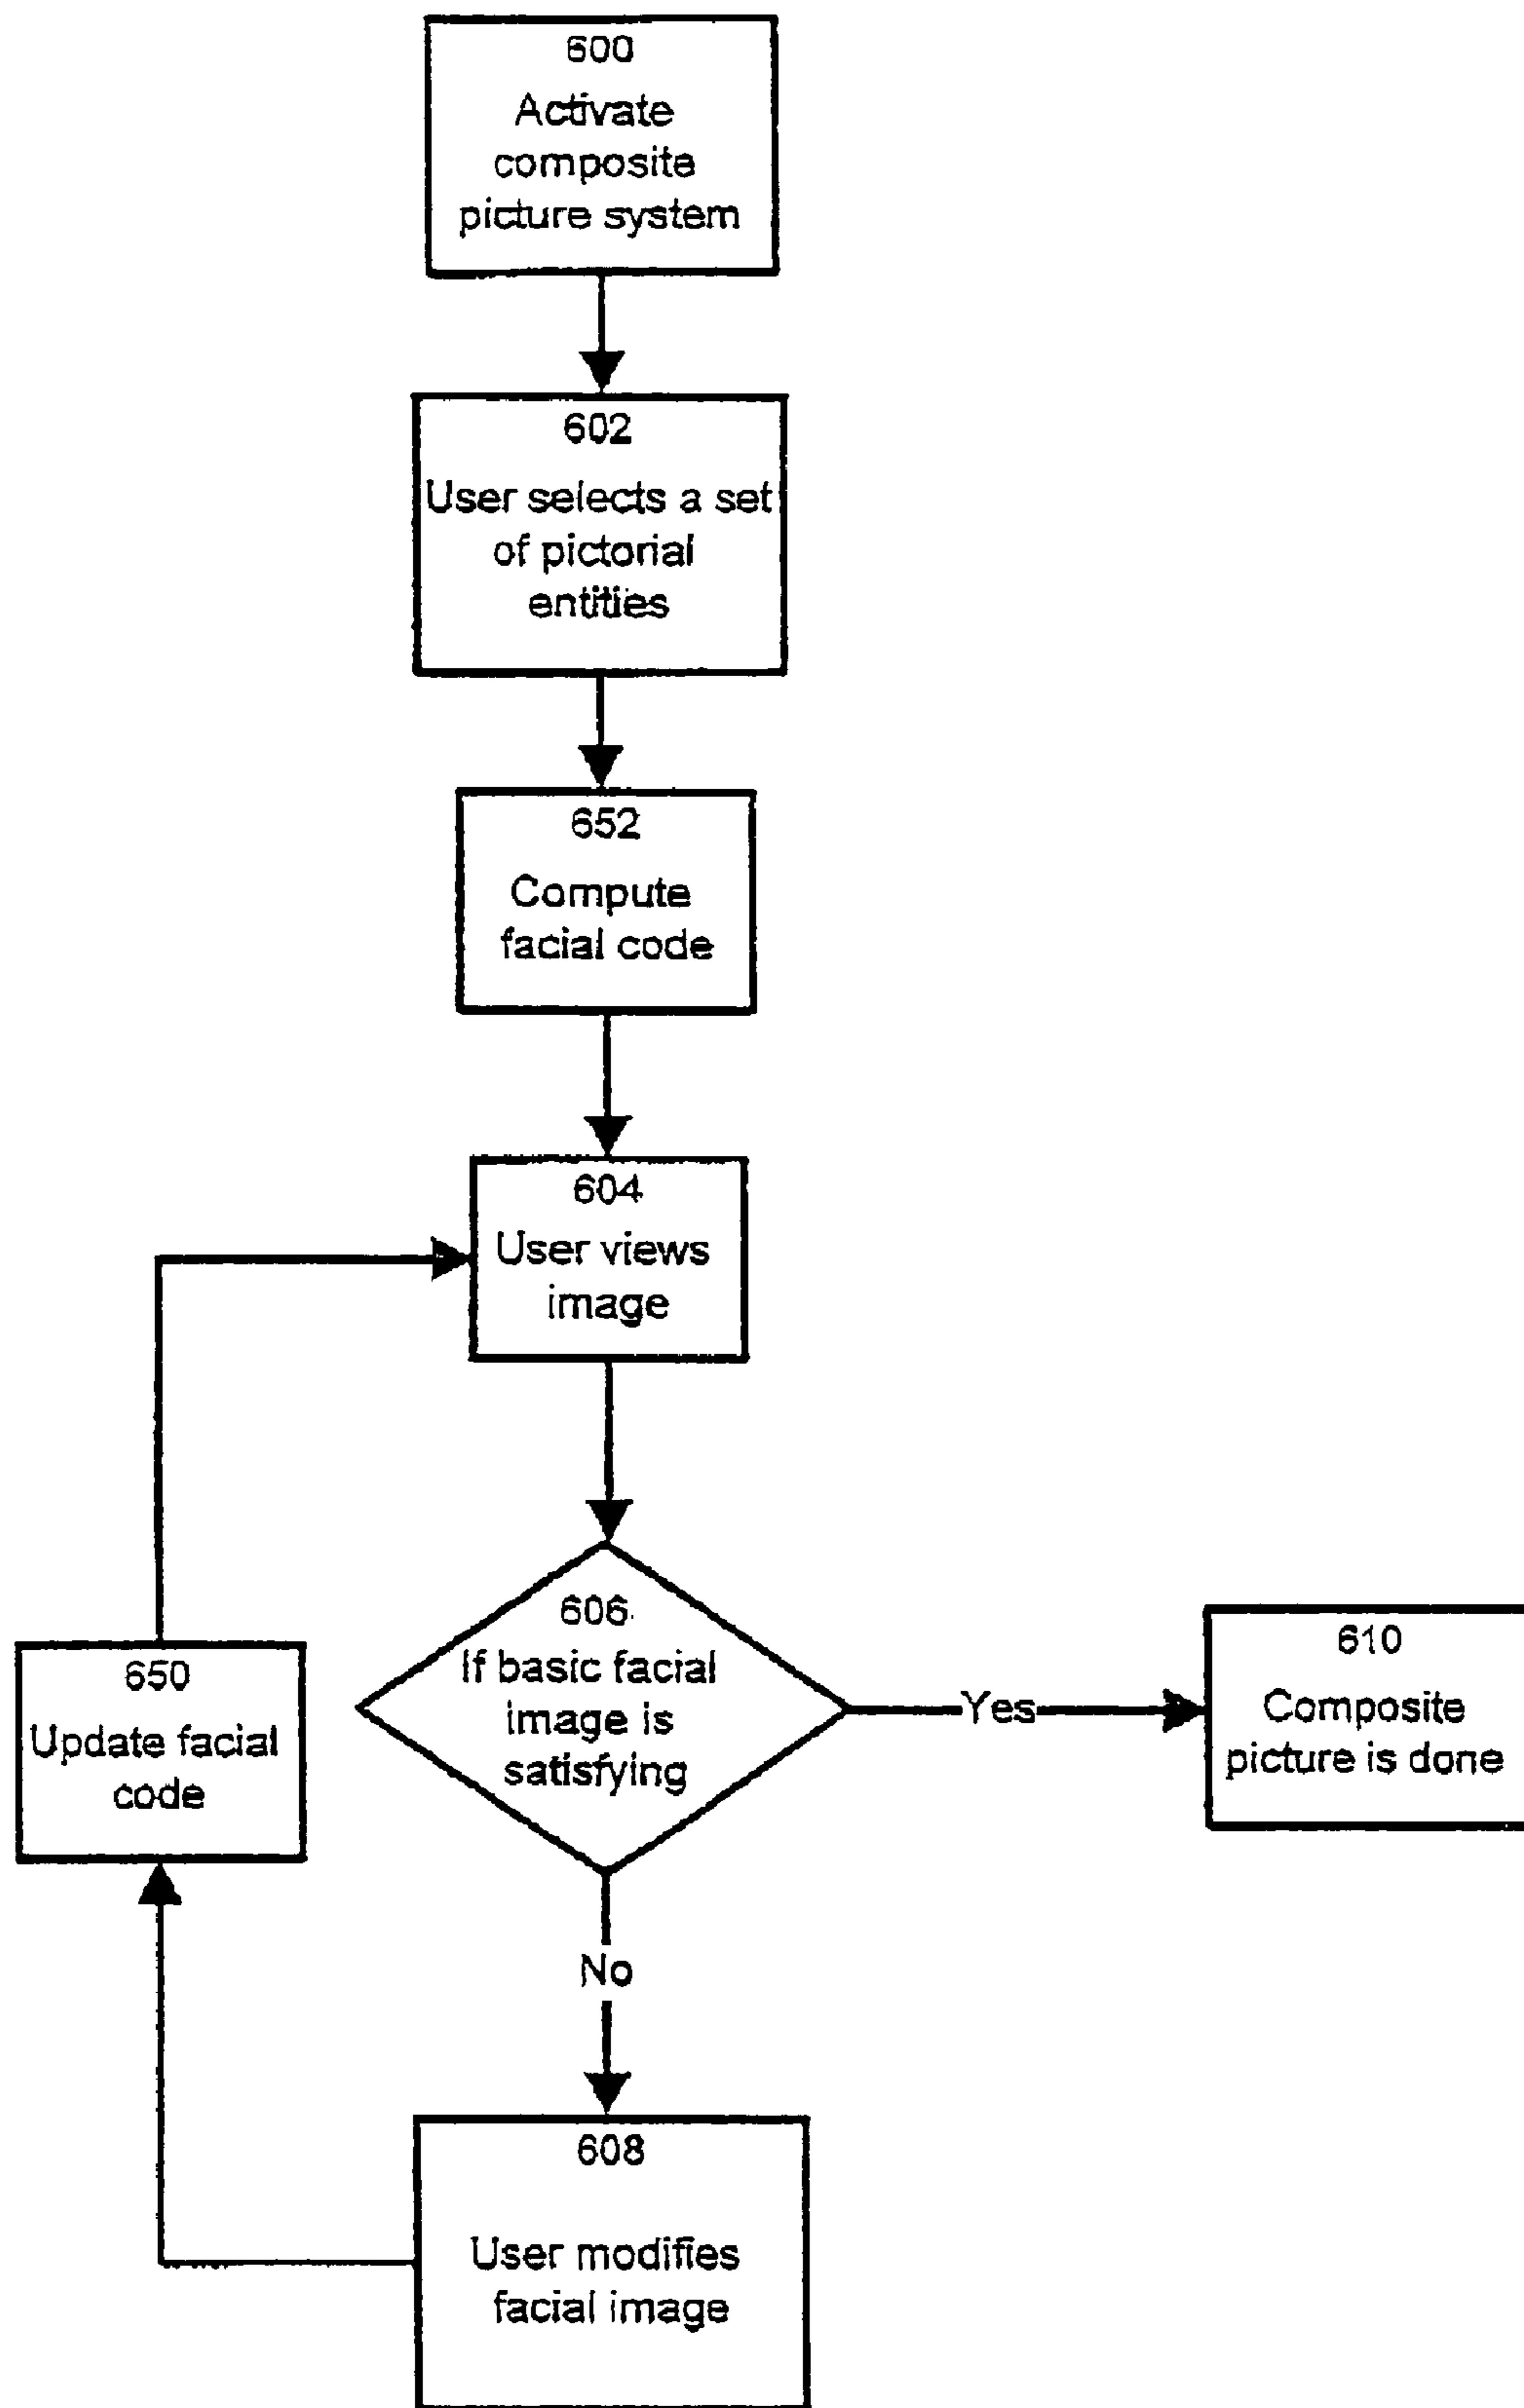 600
Activate
composite
picture system
602
User selects a set
of pictorial
entities
652
Compute
facial code
604
User views
image
606
If basic facial
image is
satisfying
Yes
610
Composite
picture is done
650
Update facial
code
No
608
User modifies
facial image